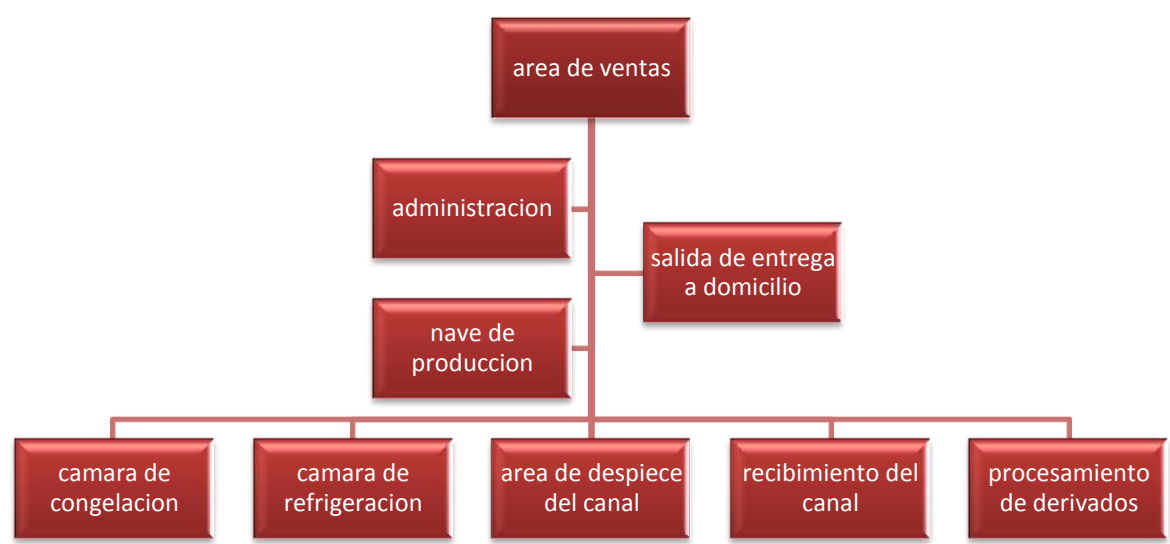 area de ventas
administracion
salida de entrega
a domicilio
nave de
produccion
camara de
congelacion
camara de
refrigeracion
area de despiece
del canal
recibimiento del
canal
procesamiento
de derivados